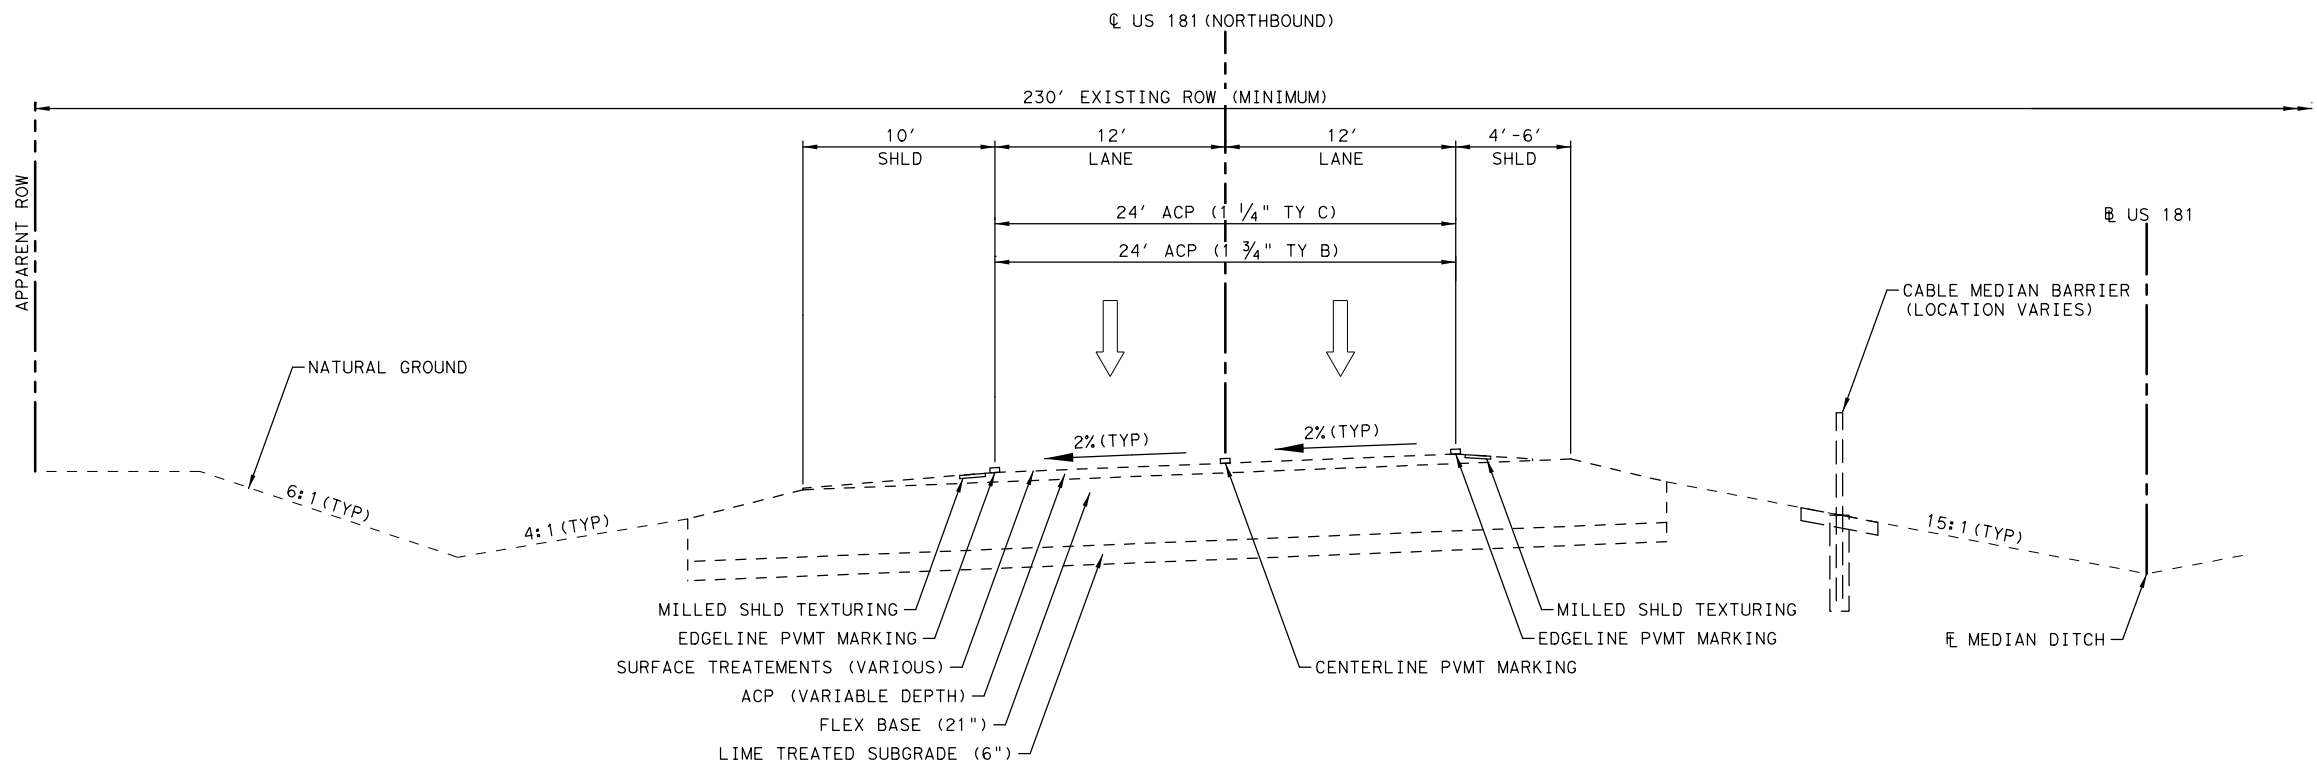 ℄ US 181 (NORTHBOUND)
230' EXISTING ROW (MINIMUM)
10'
SHLD
12'
LANE
12'
LANE
4'-6'
SHLD
APPARENT ROW
24' ACP (1 1/4" TY C)
24' ACP (1 3/4" TY B)
BL US 181
CABLE MEDIAN BARRIER
(LOCATION VARIES)
NATURAL GROUND
2% (TYP)
2% (TYP)
6:1 (TYP)
4:1 (TYP)
15:1 (TYP)
MILLED SHLD TEXTURING
EDGELINE PVMT MARKING
SURFACE TREATEMENTS (VARIOUS)
ACP (VARIABLE DEPTH)
FLEX BASE (21")
LIME TREATED SUBGRADE (6")
MILLED SHLD TEXTURING
EDGELINE PVMT MARKING
CENTERLINE PVMT MARKING
FL MEDIAN DITCH